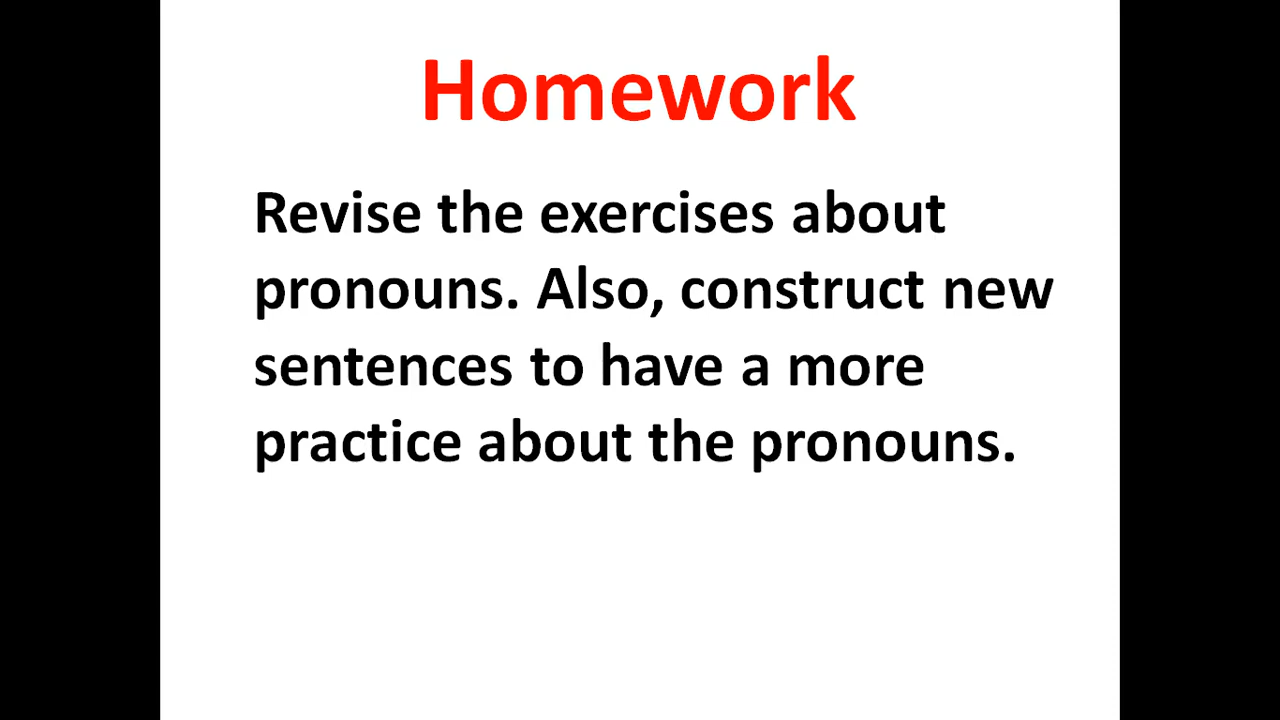 Homework
Revise the exercises about
pronouns. Also, construct new
sentences to have a more
practice about the pronouns.